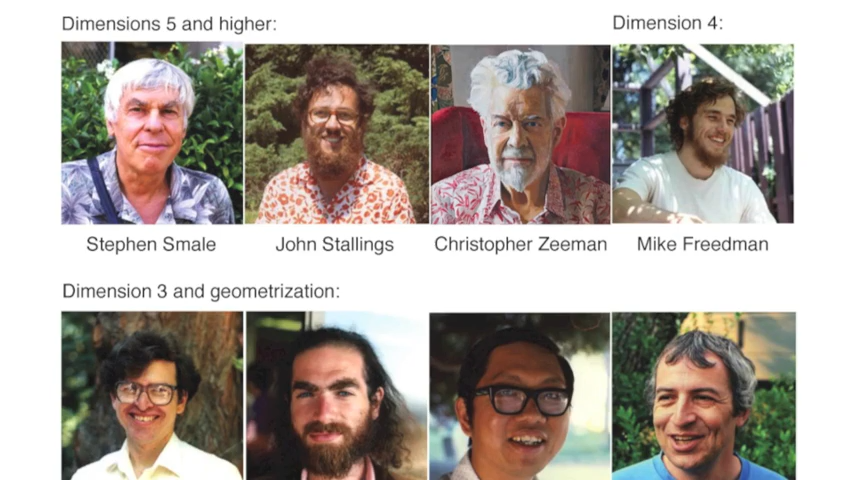 Dimensions 5 and higher:
Dimension 4:
Stephen Smale
John Stallings
Christopher Zeeman
Mike Freedman
Dimension 3 and geometrization: